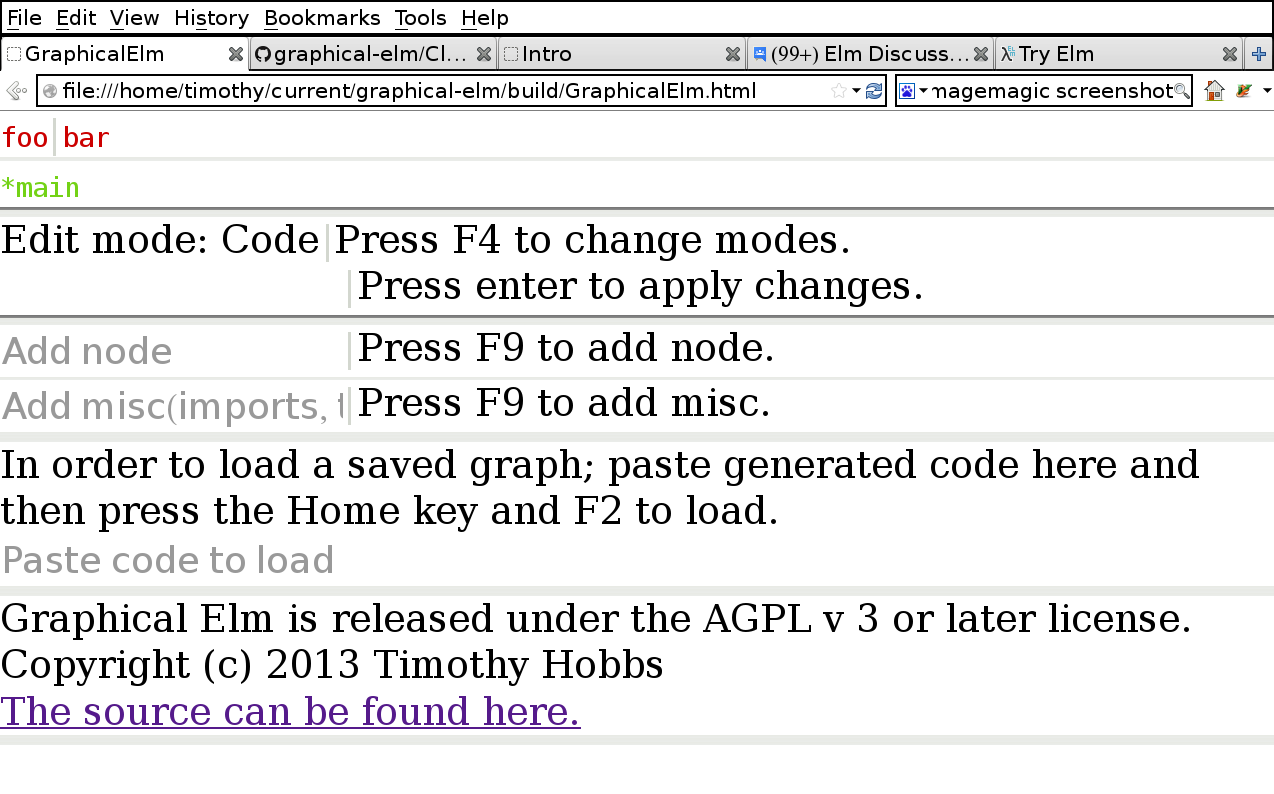 File Edit View History Bookmarks Tools Help
GraphicalElm graphical-elm/Cl... Intro (99+) Elm Discuss... Try Elm
file:///home/timothy/current/graphical-elm/build/GraphicalElm.html magemagic screenshot
foo bar
*main
Edit mode: Code Press F4 to change modes.
Press enter to apply changes.
Add node Press F9 to add node.
Add misc(imports, Press F9 to add misc.
In order to load a saved graph; paste generated code here and
then press the Home key and F2 to load.
Paste code to load
Graphical Elm is released under the AGPL v 3 or later license.
Copyright (c) 2013 Timothy Hobbs
The source can be found here.